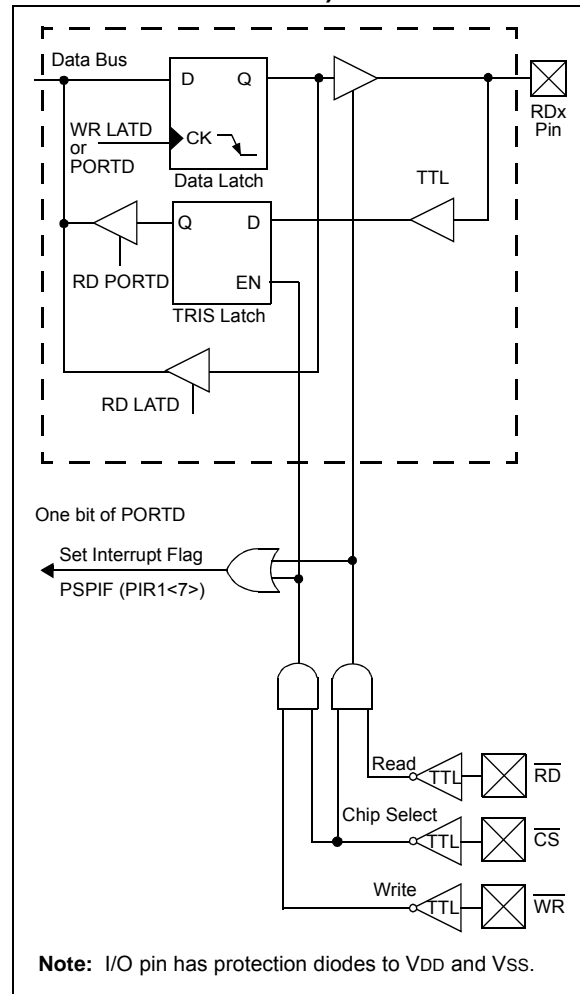 Data Bus
D Q
RDx
Pin
WR LATD
or
PORTD
CK
Data Latch
TTL
Q D
RD PORTD
EN
TRIS Latch
RD LATD
One bit of PORTD
Set Interrupt Flag
PSPIF (PIR1<7>)
Read
TTL
RD
Chip Select
TTL
CS
Write
TTL
WR
Note: I/O pin has protection diodes to VDD and VSS.